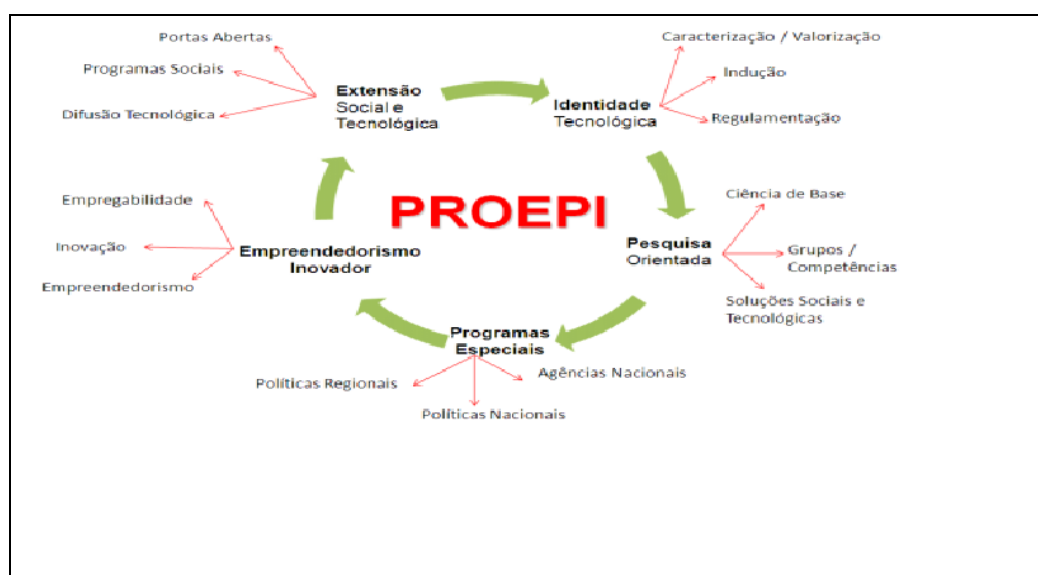 Portas Abertas
Programas Sociais
Difusão Tecnológica
Extensão
Social e
Tecnológica
Identidade
Tecnológica
Caracterização / Valorização
Indução
Regulamentação
PROEPI
Pesquisa
Orientada
Ciência de Base
Grupos /
Competências
Soluções Sociais e
Tecnológicas
Programas
Especiais
Agências Nacionais
Políticas Nacionais
Políticas Regionais
Empreendedorismo
Inovador
Empregabilidade
Inovação
Empreendedorismo